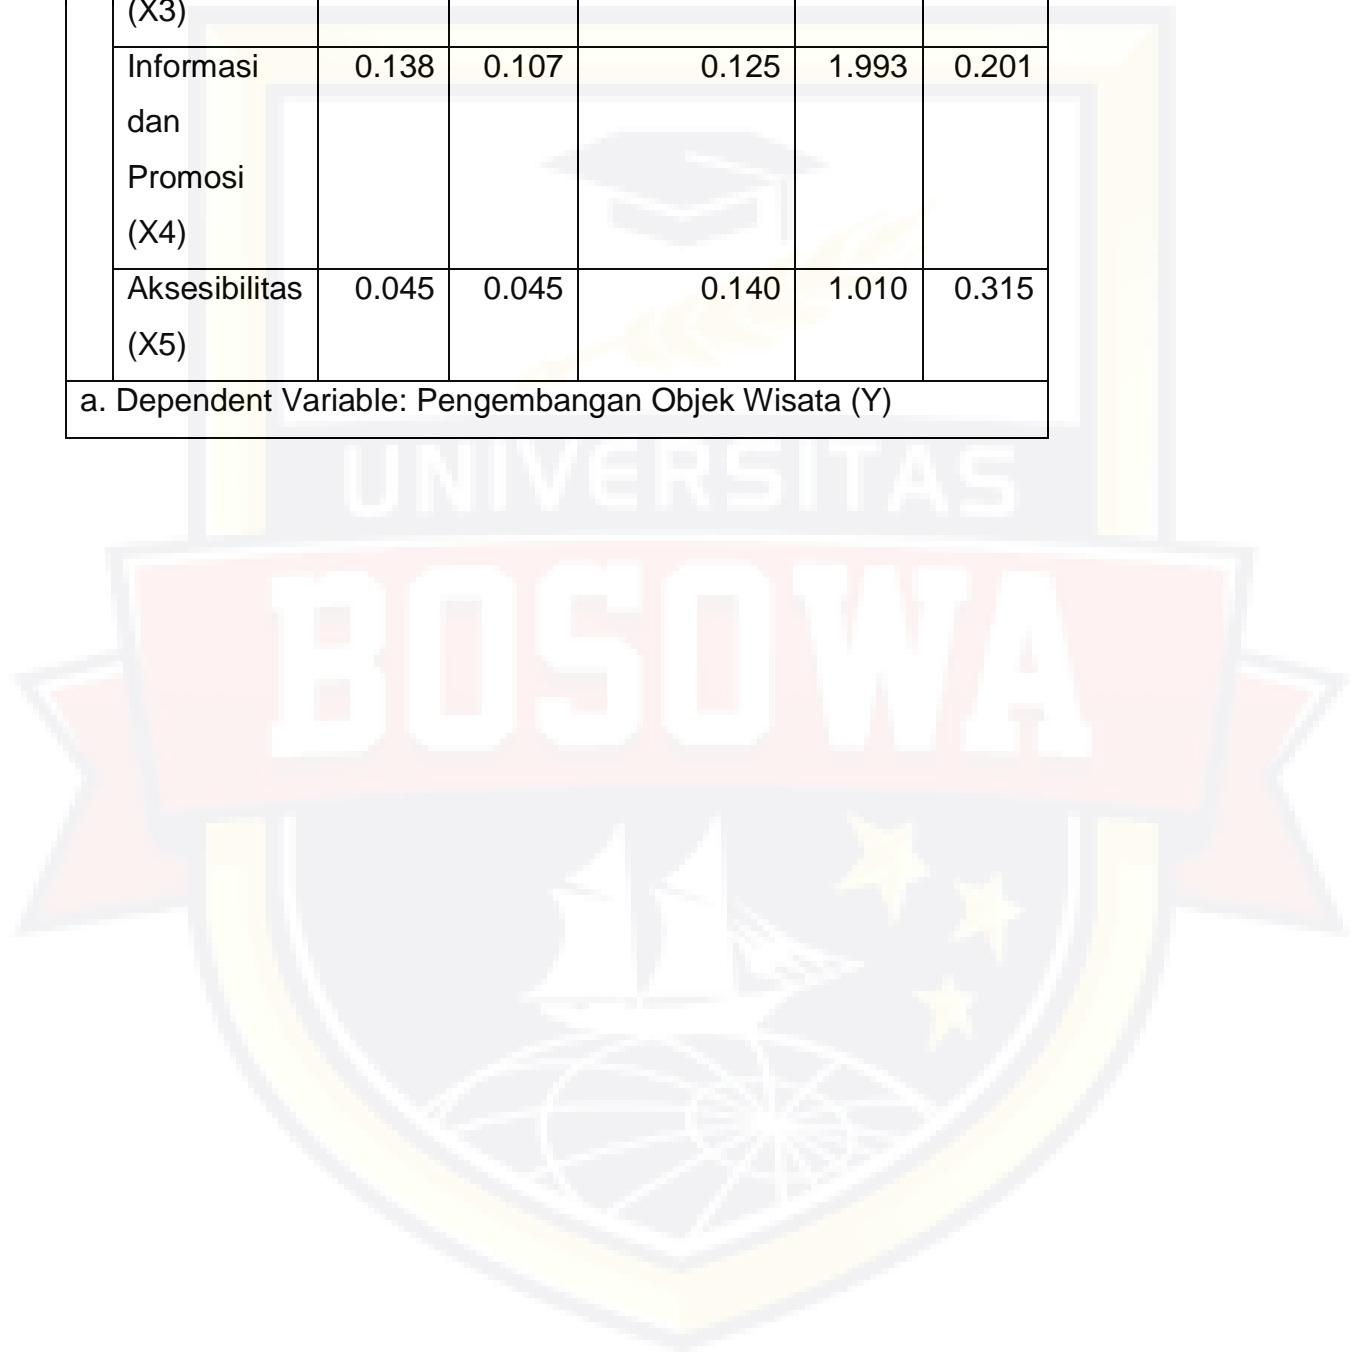 (X3)
Informasi 0.138 0.107 0.125 1.993 0.201
dan
Promosi
(X4)
Aksesibilitas 0.045 0.045 0.140 1.010 0.315
(X5)
a. Dependent Variable: Pengembangan Objek Wisata (Y)
UNIVERSITAS
BOSOWA